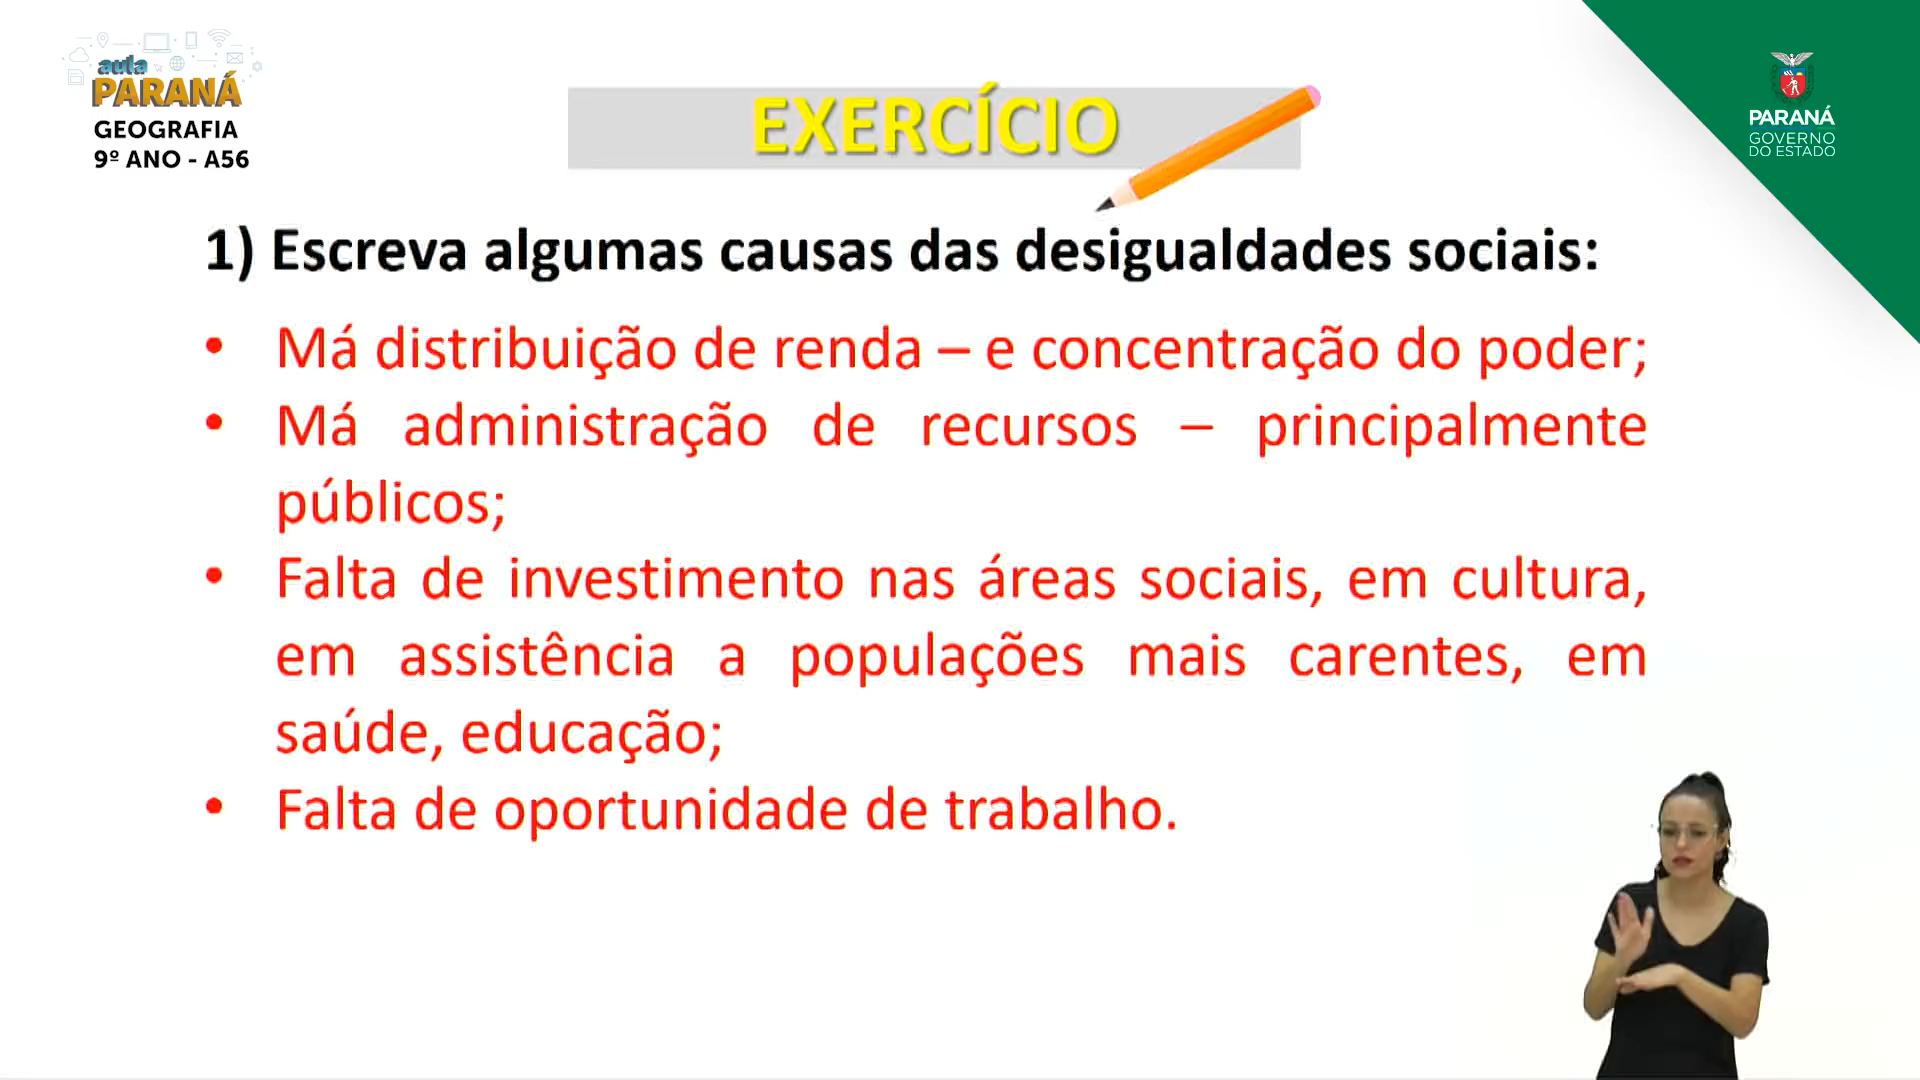 aula
PARANÁ
GEOGRAFIA
9º ANO - A56
EXERCÍCIO
PARANÁ
GOVERNO
DO ESTADO
1) Escreva algumas causas das desigualdades sociais:
• Má distribuição de renda – e concentração do poder;
• Má administração de recursos – principalmente
públicos;
• Falta de investimento nas áreas sociais, em cultura,
em assistência a populações mais carentes, em
saúde, educação;
• Falta de oportunidade de trabalho.